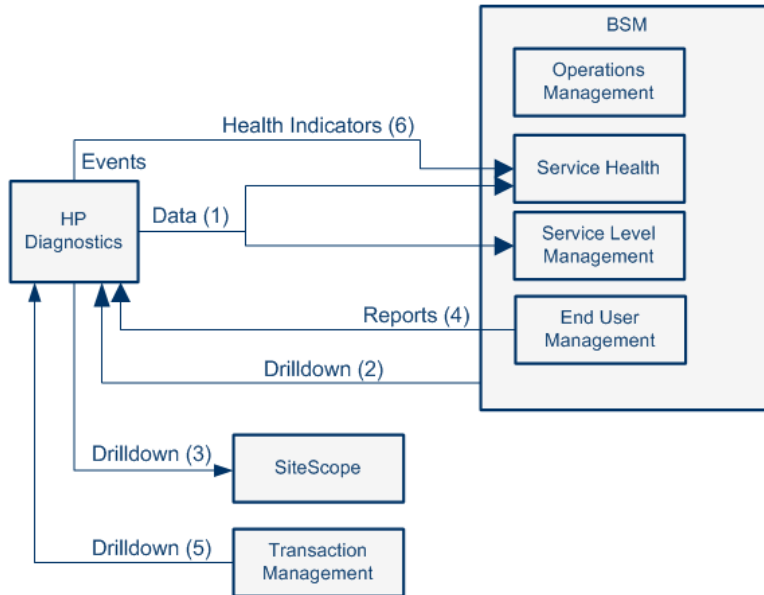 BSM
Operations
Management
Health Indicators (6)
Events
Service Health
HP
Diagnostics
Data (1)
Service Level
Management
Reports (4)
End User
Management
Drilldown (2)
Drilldown (3)
SiteScope
Drilldown (5)
Transaction
Management